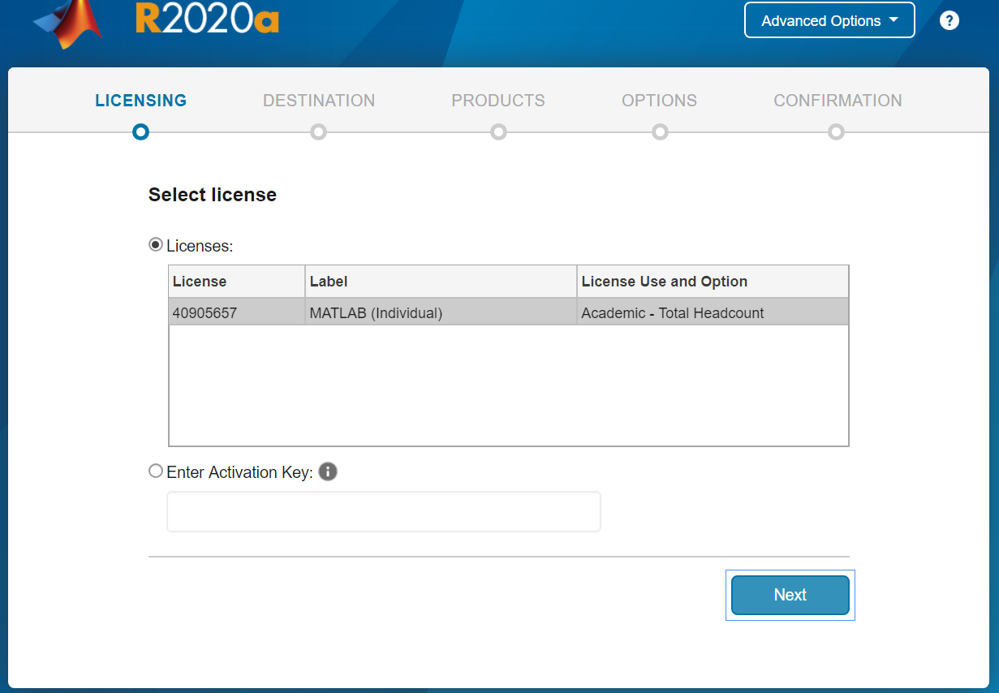 R2020a
Advanced Options
?
LICENSING DESTINATION PRODUCTS OPTIONS CONFIRMATION
Select license
Licenses:
License Label License Use and Option
40905657 MATLAB (Individual) Academic - Total Headcount
Enter Activation Key: i
Next